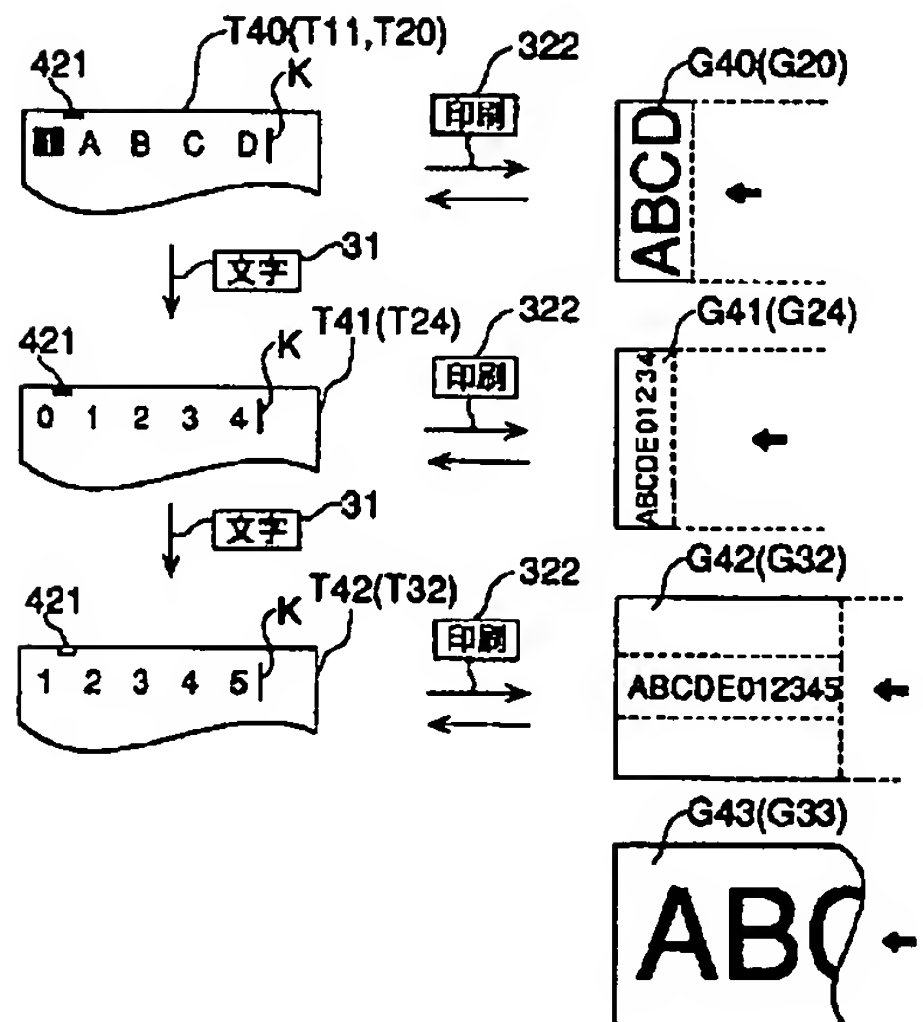 T40(T11,T20)
421
K
322
印刷
G40(G20)
1 A B C D
ABCD
文字
31
421
K
T41(T24)
322
印刷
G41(G24)
0 1 2 3 4
ABCDE01234
文字
31
421
K
T42(T32)
322
印刷
G42(G32)
1 2 3 4 5
ABCDE012345
G43(G33)
ABC